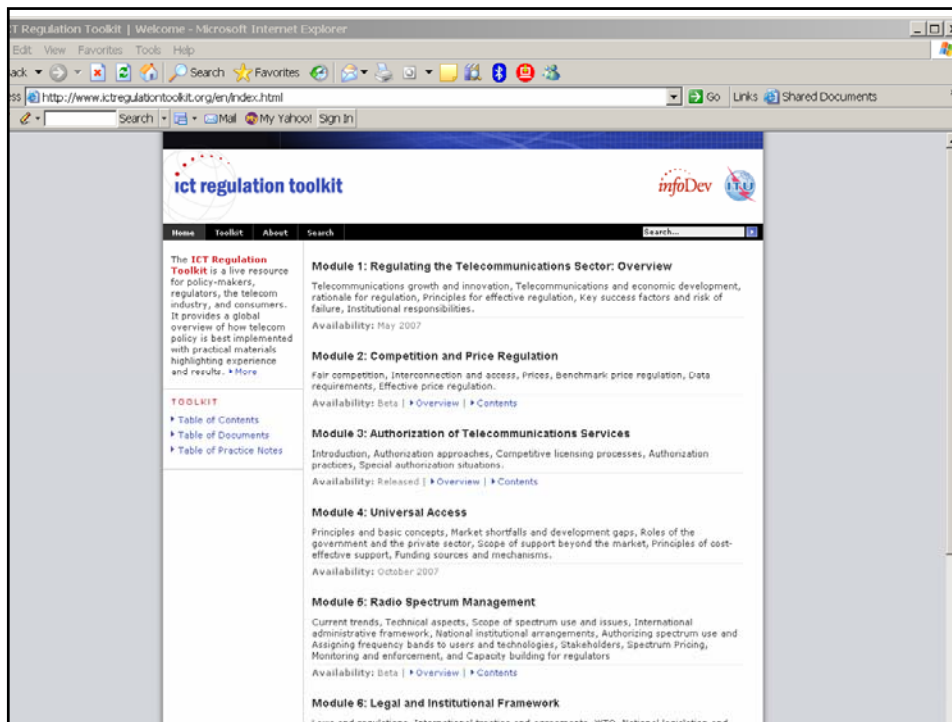 CT Regulation Toolkit | Welcome - Microsoft Internet Explorer
Edit View Favorites Tools Help
ack Search Favorites
ss http://www.ictregulationtoolkit.org/en/index.html Go Links Shared Documents
Search Mail My Yahoo! Sign In
ict regulation toolkit
infoDev ITU
Home Toolkit About Search Search...
The ICT Regulation
Toolkit is a live resource
for policy-makers,
regulators, the telecom
industry, and consumers.
It provides a global
overview of how telecom
policy is best implemented
with practical materials
highlighting experience
and results. More
TOOLKIT
Table of Contents
Table of Documents
Table of Practice Notes
Module 1: Regulating the Telecommunications Sector: Overview
Telecommunications growth and innovation, Telecommunications and economic development,
rationale for regulation, Principles for effective regulation, Key success factors and risk of
failure, Institutional responsibilities.
Availability: May 2007
Module 2: Competition and Price Regulation
Fair competition, Interconnection and access, Prices, Benchmark price regulation, Data
requirements, Effective price regulation.
Availability: Beta | Overview | Contents
Module 3: Authorization of Telecommunications Services
Introduction, Authorization approaches, Competitive licensing processes, Authorization
practices, Special authorization situations.
Availability: Released | Overview | Contents
Module 4: Universal Access
Principles and basic concepts, Market shortfalls and development gaps, Roles of the
government and the private sector, Scope of support beyond the market, Principles of cost-
effective support, Funding sources and mechanisms.
Availability: October 2007
Module 5: Radio Spectrum Management
Current trends, Technical aspects, Scope of spectrum use and issues, International
administrative framework, National institutional arrangements, Authorizing spectrum use and
Assigning frequency bands to users and technologies, Stakeholders, Spectrum Pricing,
Monitoring and enforcement, and Capacity building for regulators
Availability: Beta | Overview | Contents
Module 6: Legal and Institutional Framework